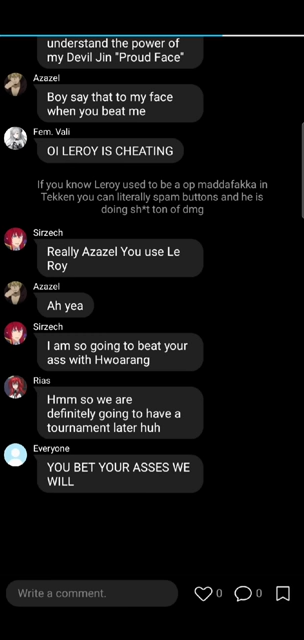 understand the power of
my Devil Jin "Proud Face"
Azazel
Boy say that to my face
when you beat me
Fem. Vali
OI LEROY IS CHEATING
If you know Leroy used to be a op maddafakka in
Tekken you can literally spam buttons and he is
doing sh*t ton of dmg
Sirzech
Really Azazel You use Le
Roy
Azazel
Ah yea
Sirzech
I am so going to beat your
ass with Hwoarang
Rias
Hmm so we are
definitely going to have a
tournament later huh
Everyone
YOU BET YOUR ASSES WE
WILL
Write a comment.
0
0